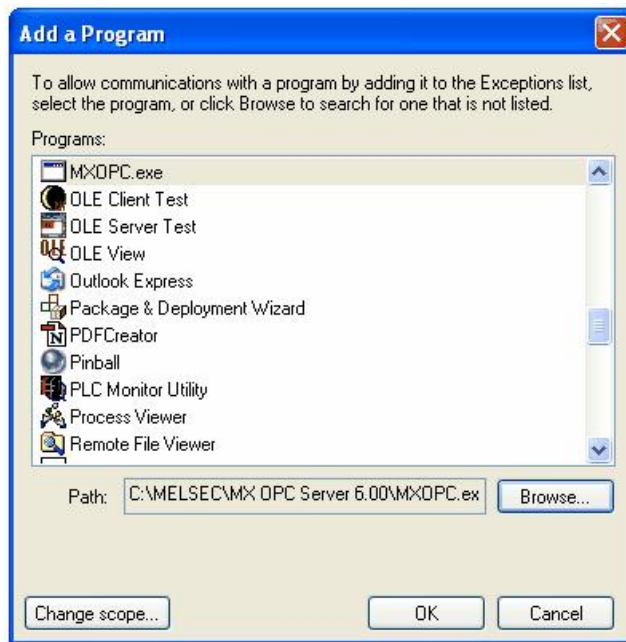 Add a Program
To allow communications with a program by adding it to the Exceptions list,
select the program, or click Browse to search for one that is not listed.
Programs:
MXOPC.exe
OLE Client Test
OLE Server Test
OLE View
Outlook Express
Package & Deployment Wizard
PDFCreator
Pinball
PLC Monitor Utility
Process Viewer
Remote File Viewer
Path: C:\MELSEC\MX OPC Server 6.00\MXOPC.ex Browse...
Change scope... OK Cancel